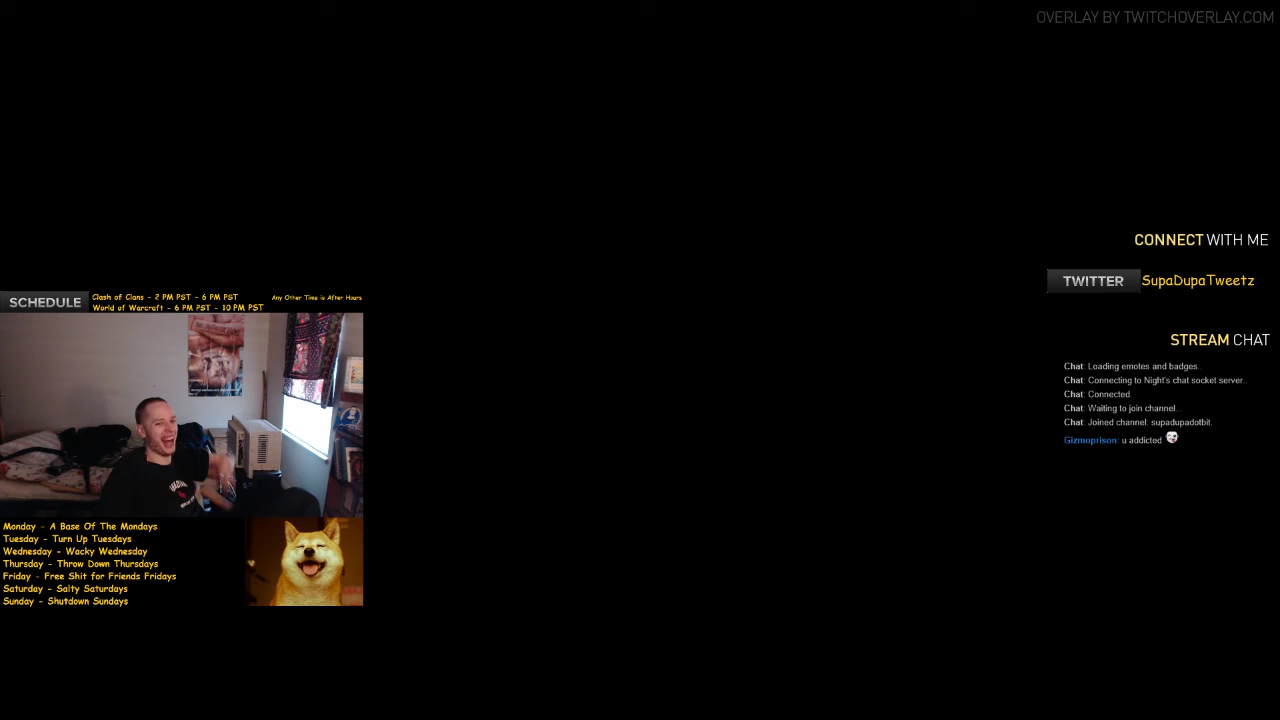 OVERLAY BY TWITCHOVERLAY.COM
CONNECT WITH ME
TWITTER SupaDupaTweetz
SCHEDULE
Clash of Clans - 2 PM PST - 6 PM PST
World of Warcraft - 6 PM PST - 10 PM PST
Any Other Time is After Hours
STREAM CHAT
Chat: Loading emotes and badges..
Chat: Connecting to Night's chat socket server..
Chat: Connected.
Chat: Waiting to join channel...
Chat: Joined channel: supadupadotbit.
Gizmoprison: u addicted
Monday - A Base Of The Mondays
Tuesday - Turn Up Tuesdays
Wednesday - Wacky Wednesday
Thursday - Throw Down Thursdays
Friday - Free Shit for Friends Fridays
Saturday - Salty Saturdays
Sunday - Shutdown Sundays